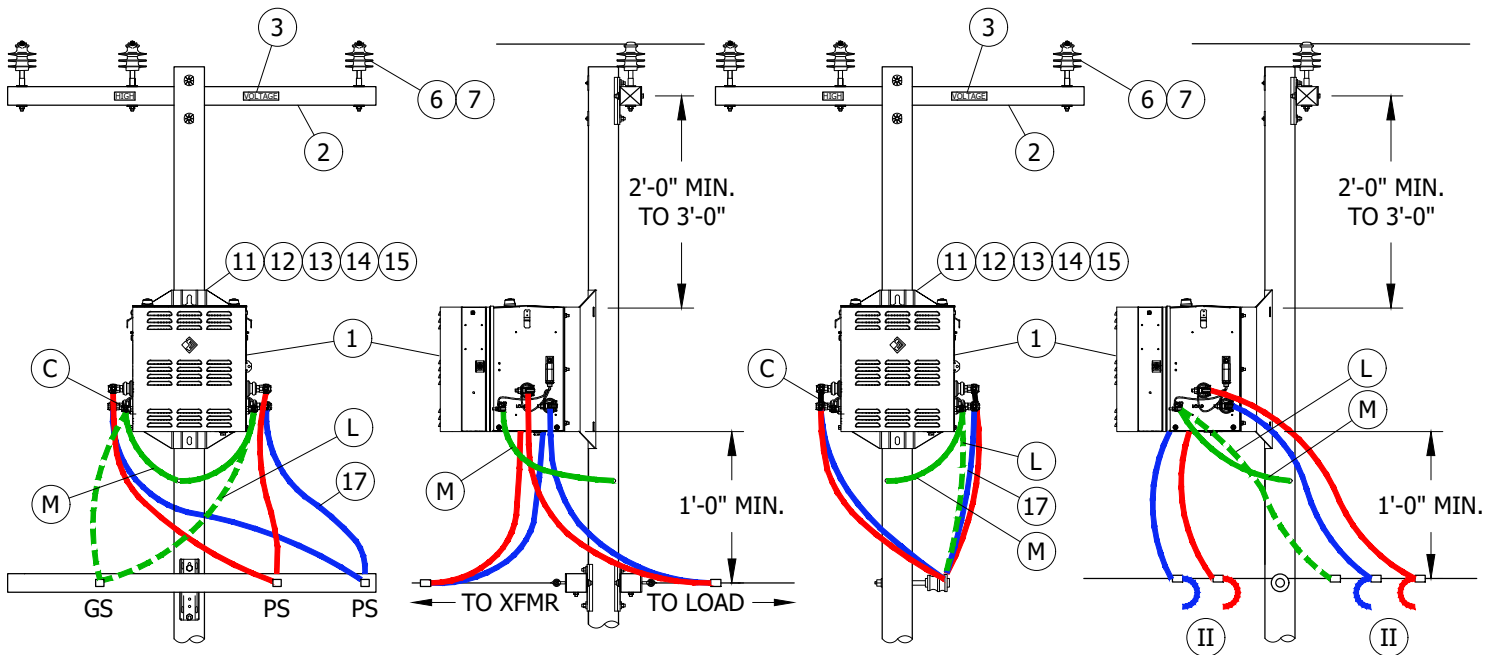 3
3
6 7
6 7
HIGH
VOLTAGE
HIGH
VOLTAGE
2
2
2'-0" MIN.
TO 3'-0"
2'-0" MIN.
TO 3'-0"
11 12 13 14 15
11 12 13 14 15
1
1
C
C
L
L
M
M
M
L
17
17
M
1'-0" MIN.
1'-0" MIN.
GS
PS
PS
TO XFMR
TO LOAD
II
II